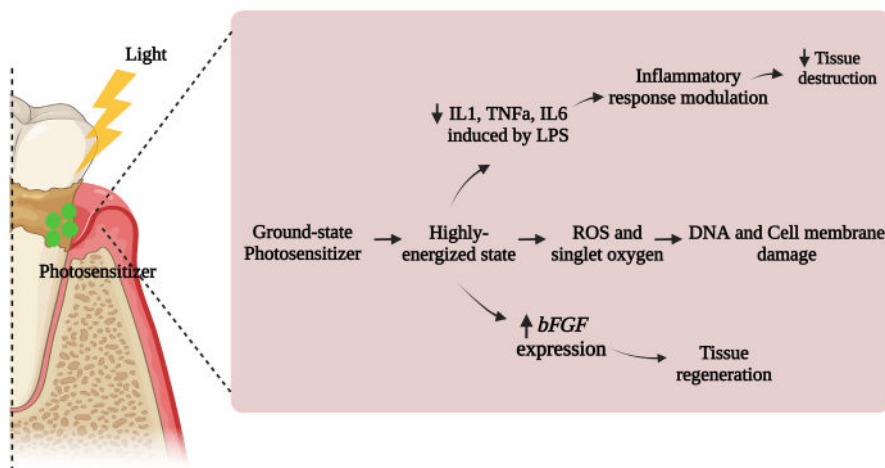 Light
Photosensitizer
↓ IL1, TNFa, IL6
induced by LPS
Inflammatory
response modulation
↓ Tissue
destruction
Ground-state
Photosensitizer
Highly-
energized state
ROS and
singlet oxygen
DNA and Cell membrane
damage
↑ bFGF
expression
Tissue
regeneration